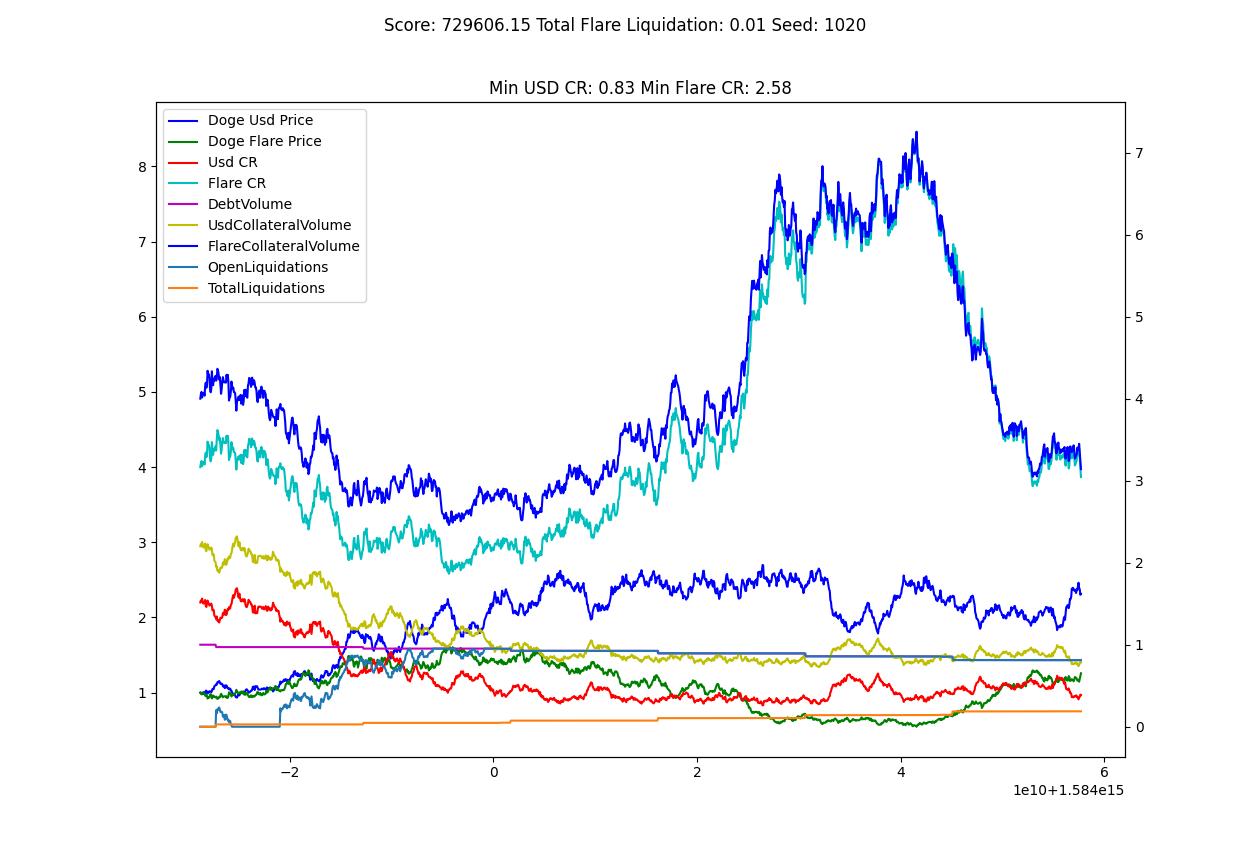 Score: 729606.15 Total Flare Liquidation: 0.01 Seed: 1020
Min USD CR: 0.83 Min Flare CR: 2.58
Doge Usd Price
Doge Flare Price
Usd CR
Flare CR
DebtVolume
UsdCollateralVolume
FlareCollateralVolume
OpenLiquidations
TotalLiquidations
8
7
6
5
4
3
2
1
7
6
5
4
3
2
1
0
−2
0
2
4
6
1e10+1.584e15